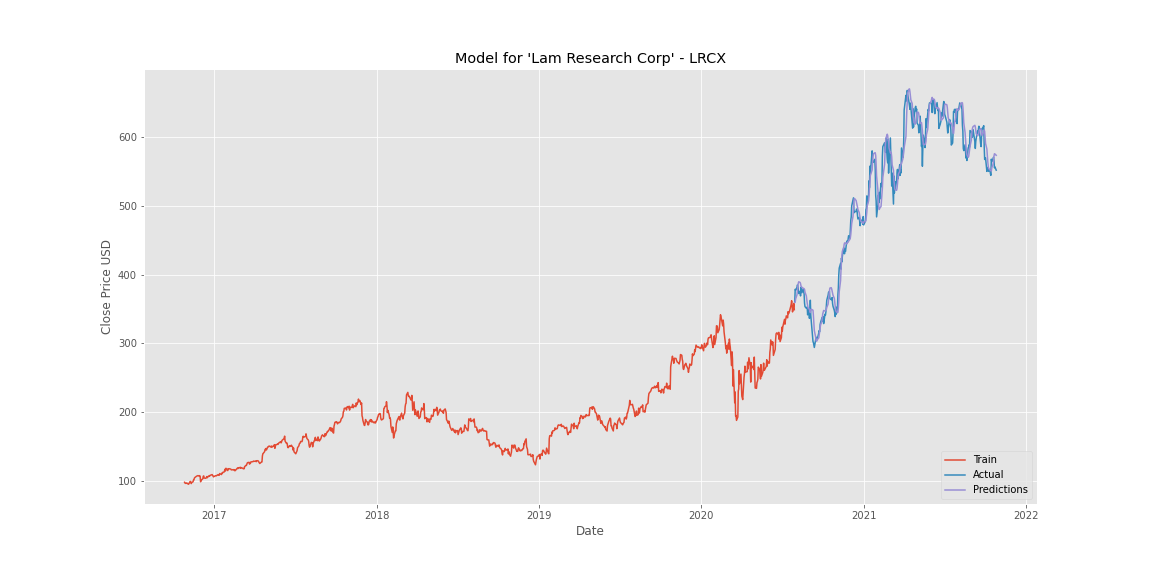 Model for 'Lam Research Corp' - LRCX
Close Price USD
600
500
400
300
200
100
2017 2018 2019 2020 2021 2022
Date
Train
Actual
Predictions